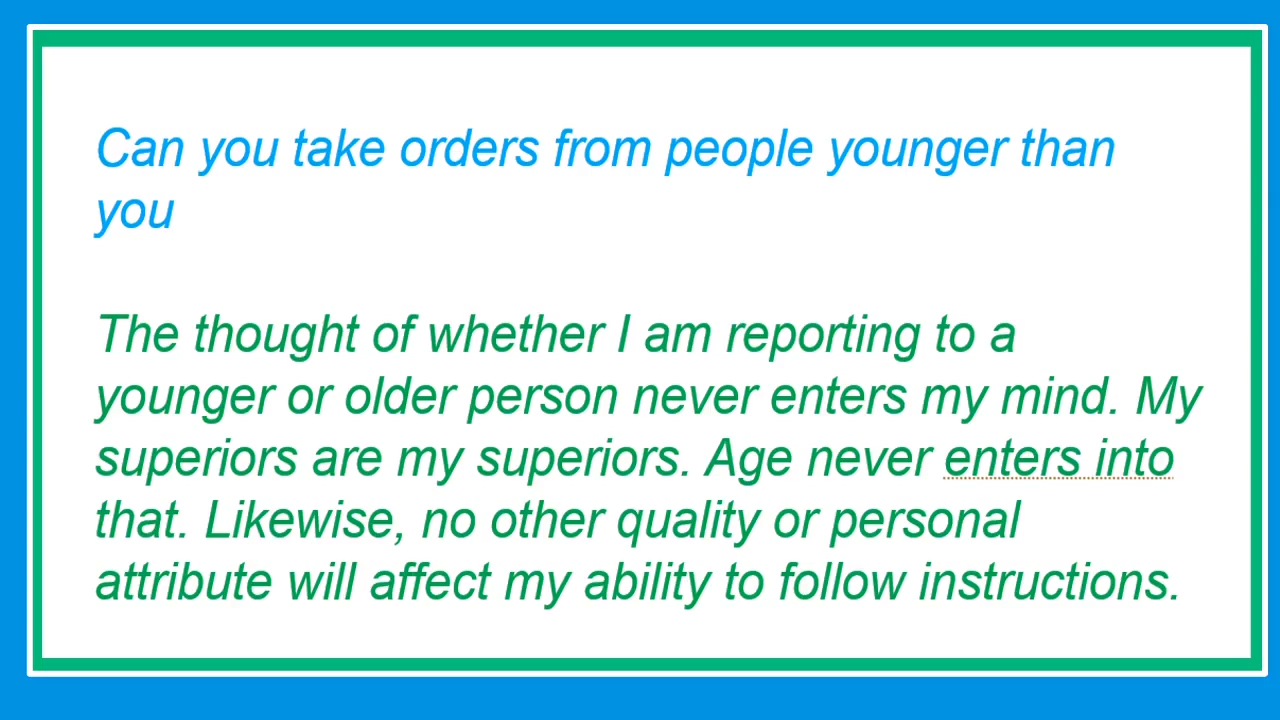 Can you take orders from people younger than
you
The thought of whether I am reporting to a
younger or older person never enters my mind. My
superiors are my superiors. Age never enters into
that. Likewise, no other quality or personal
attribute will affect my ability to follow instructions.